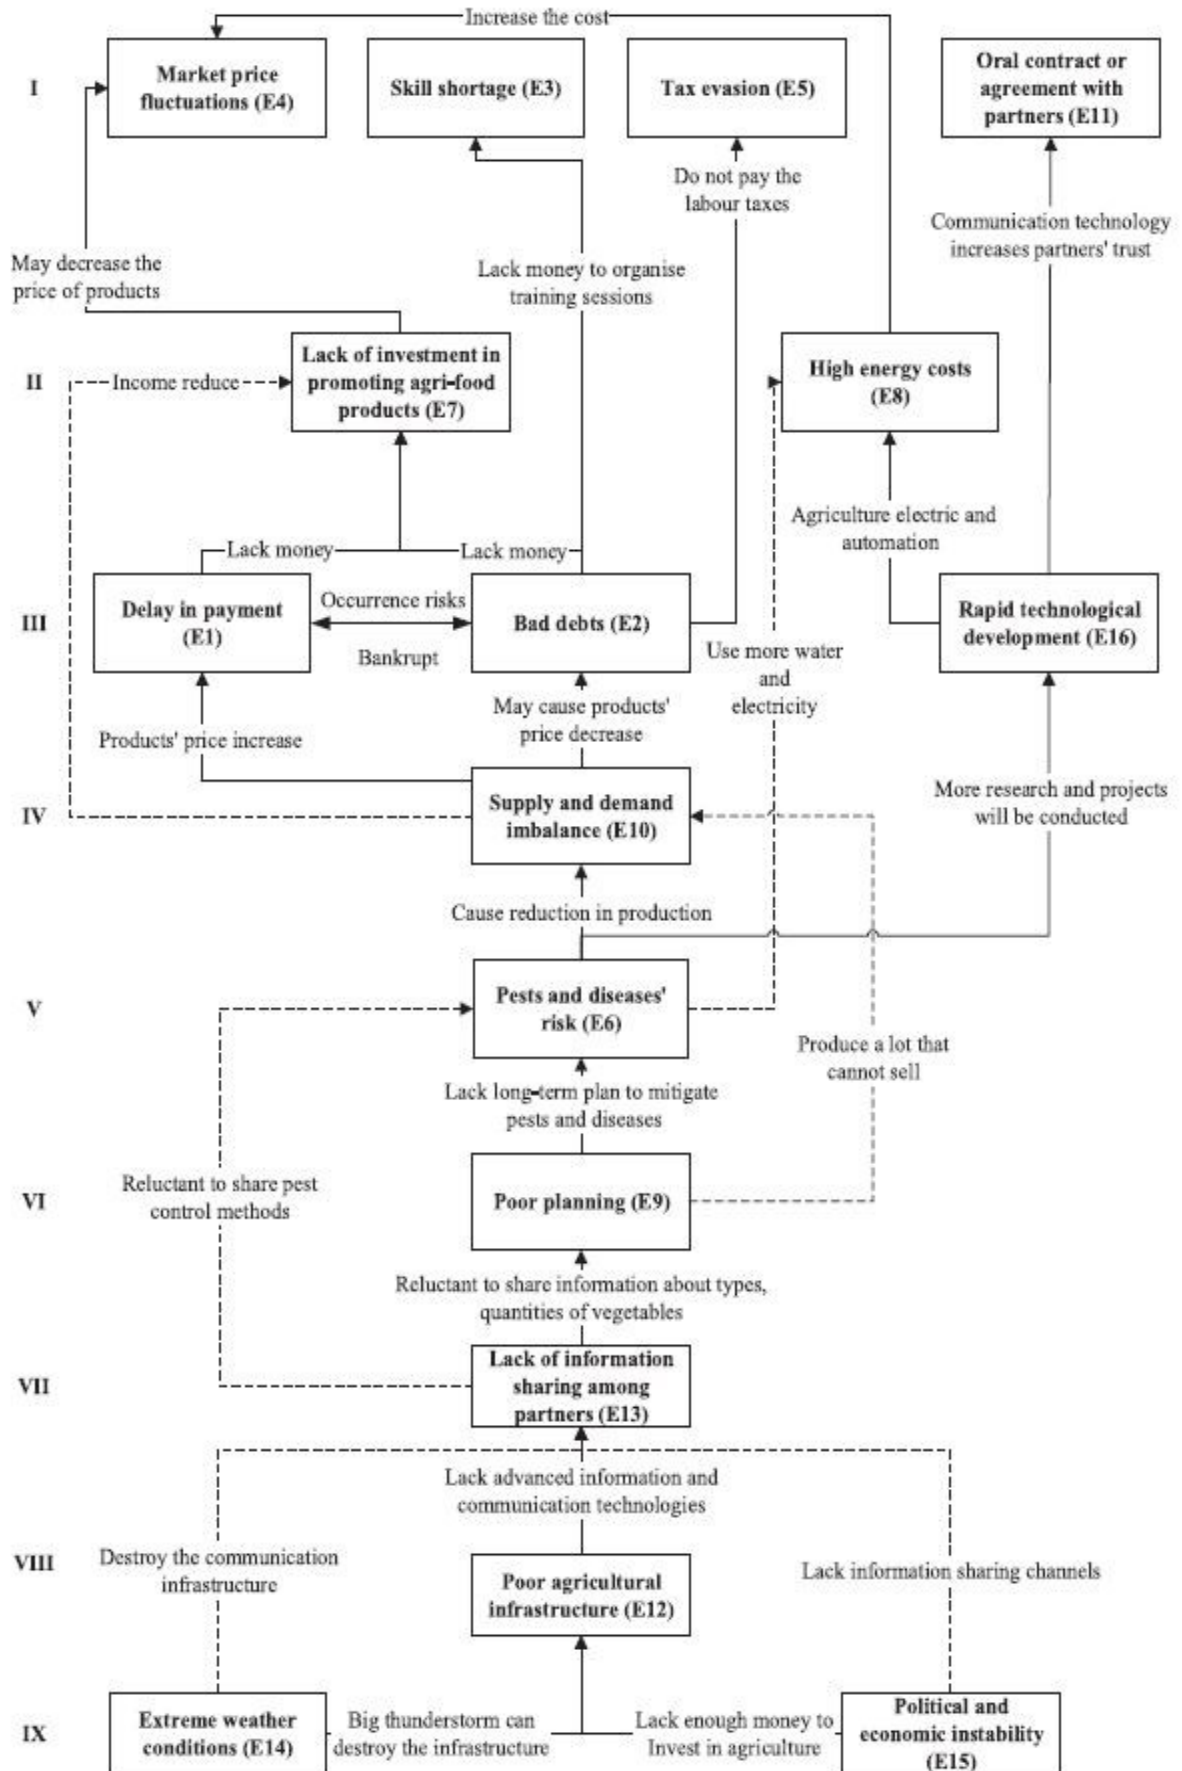 Increase the cost
I
Market price
fluctuations (E4)
Skill shortage (E3)
Tax evasion (E5)
Oral contract or
agreement with
partners (E11)
Do not pay the
labour taxes
Communication technology
increases partners' trust
May decrease the
price of products
Lack money to organise
training sessions
II
Income reduce
Lack of investment in
promoting agri-food
products (E7)
High energy costs
(E8)
Agriculture electric and
automation
Lack money
Lack money
III
Delay in payment
(E1)
Occurrence risks
Bankrupt
Bad debts (E2)
Rapid technological
development (E16)
Use more water
and
electricity
Products' price increase
May cause products'
price decrease
More research and projects
will be conducted
IV
Supply and demand
imbalance (E10)
Cause reduction in production
V
Pests and diseases'
risk (E6)
Produce a lot that
cannot sell
Lack long-term plan to mitigate
pests and diseases
VI
Reluctant to share pest
control methods
Poor planning (E9)
Reluctant to share information about types,
quantities of vegetables
VII
Lack of information
sharing among
partners (E13)
Lack advanced information and
communication technologies
VIII
Destroy the communication
infrastructure
Poor agricultural
infrastructure (E12)
Lack information sharing channels
IX
Extreme weather
conditions (E14)
Big thunderstorm can
destroy the infrastructure
Lack enough money to
Invest in agriculture
Political and
economic instability
(E15)